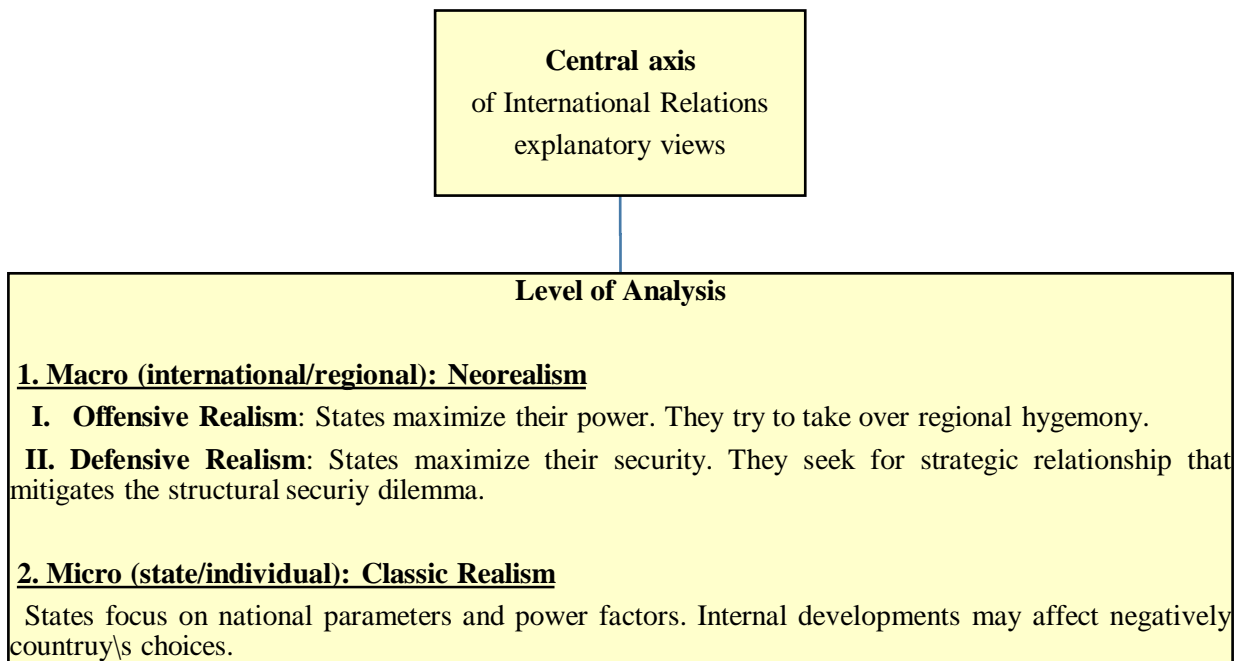 Central axis
of International Relations
explanatory views
Level of Analysis
1. Macro (international/regional): Neorealism
I. Offensive Realism: States maximize their power. They try to take over regional hygemony.
II. Defensive Realism: States maximize their security. They seek for strategic relationship that
mitigates the structural securiy dilemma.
2. Micro (state/individual): Classic Realism
States focus on national parameters and power factors. Internal developments may affect negatively
countruy\s choices.